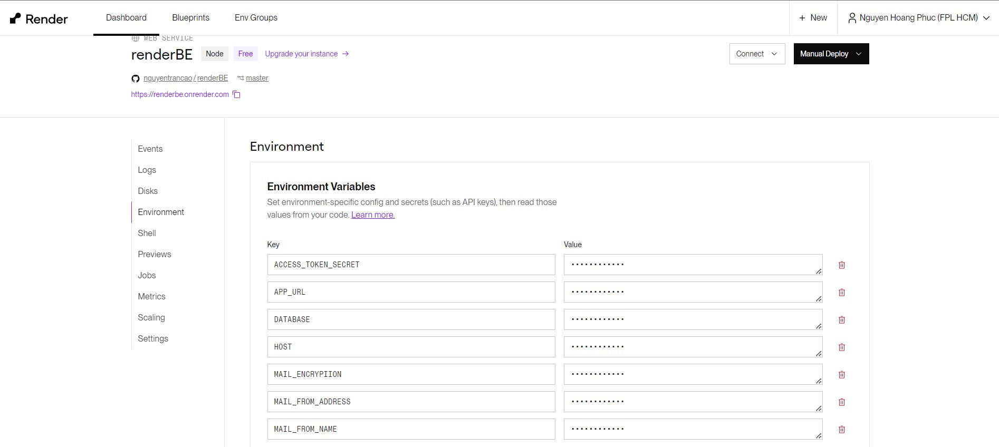 Render
Dashboard
Blueprints
Env Groups
+ New
Nguyen Hoang Phuc (FPL HCM)
WEB SERVICE
renderBE
Node
Free
Upgrade your instance →
Connect
Manual Deploy
nguyentrancao / renderBE
master
https://renderbe.onrender.com
Events
Logs
Disks
Environment
Shell
Previews
Jobs
Metrics
Scaling
Settings
Environment
Environment Variables
Set environment-specific config and secrets (such as API keys), then read those
values from your code. Learn more.
Key Value
ACCESS_TOKEN_SECRET ············
APP_URL ············
DATABASE ············
HOST ············
MAIL_ENCRYPIION ············
MAIL_FROM_ADDRESS ············
MAIL_FROM_NAME ············